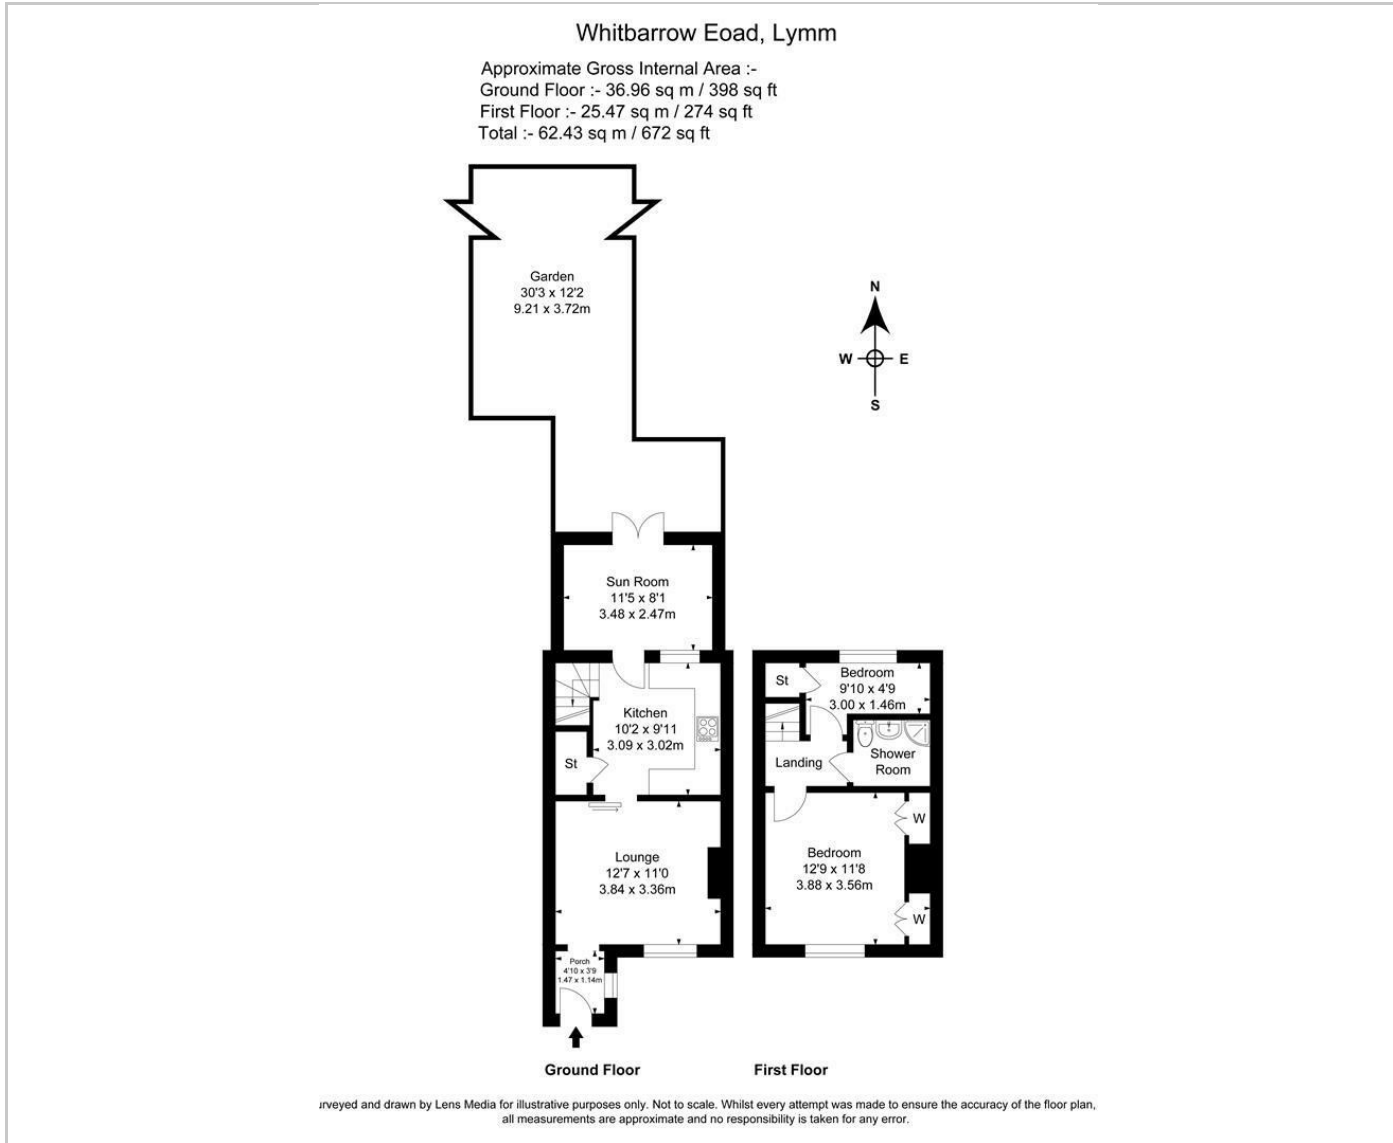 Whitbarrow Eoad, Lymm
Approximate Gross Internal Area :-
Ground Floor :- 36.96 sq m / 398 sq ft
First Floor :- 25.47 sq m / 274 sq ft
Total :- 62.43 sq m / 672 sq ft
Garden
30'3 x 12'2
9.21 x 3.72m
N
W
E
S
Sun Room
11'5 x 8'1
3.48 x 2.47m
Kitchen
10'2 x 9'11
3.09 x 3.02m
St
Lounge
12'7 x 11'0
3.84 x 3.36m
Porch
4'10 x 3'9
1.47 x 1.14m
Ground Floor
St
Bedroom
9'10 x 4'9
3.00 x 1.46m
Shower
Room
Landing
W
Bedroom
12'9 x 11'8
3.88 x 3.56m
W
First Floor
urveyed and drawn by Lens Media for illustrative purposes only. Not to scale. Whilst every attempt was made to ensure the accuracy of the floor plan,
all measurements are approximate and no responsibility is taken for any error.